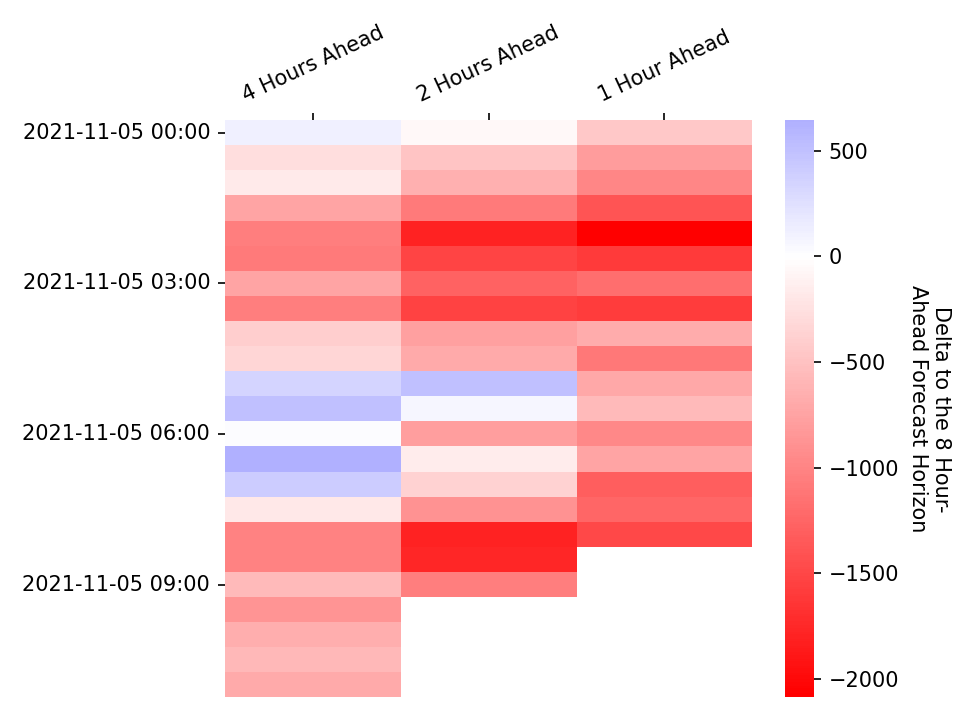 4 Hours Ahead
2 Hours Ahead
1 Hour Ahead
2021-11-05 00:00
2021-11-05 03:00
2021-11-05 06:00
2021-11-05 09:00
500
0
−500
−1000
−1500
−2000
Delta to the 8 Hour-
Ahead Forecast Horizon